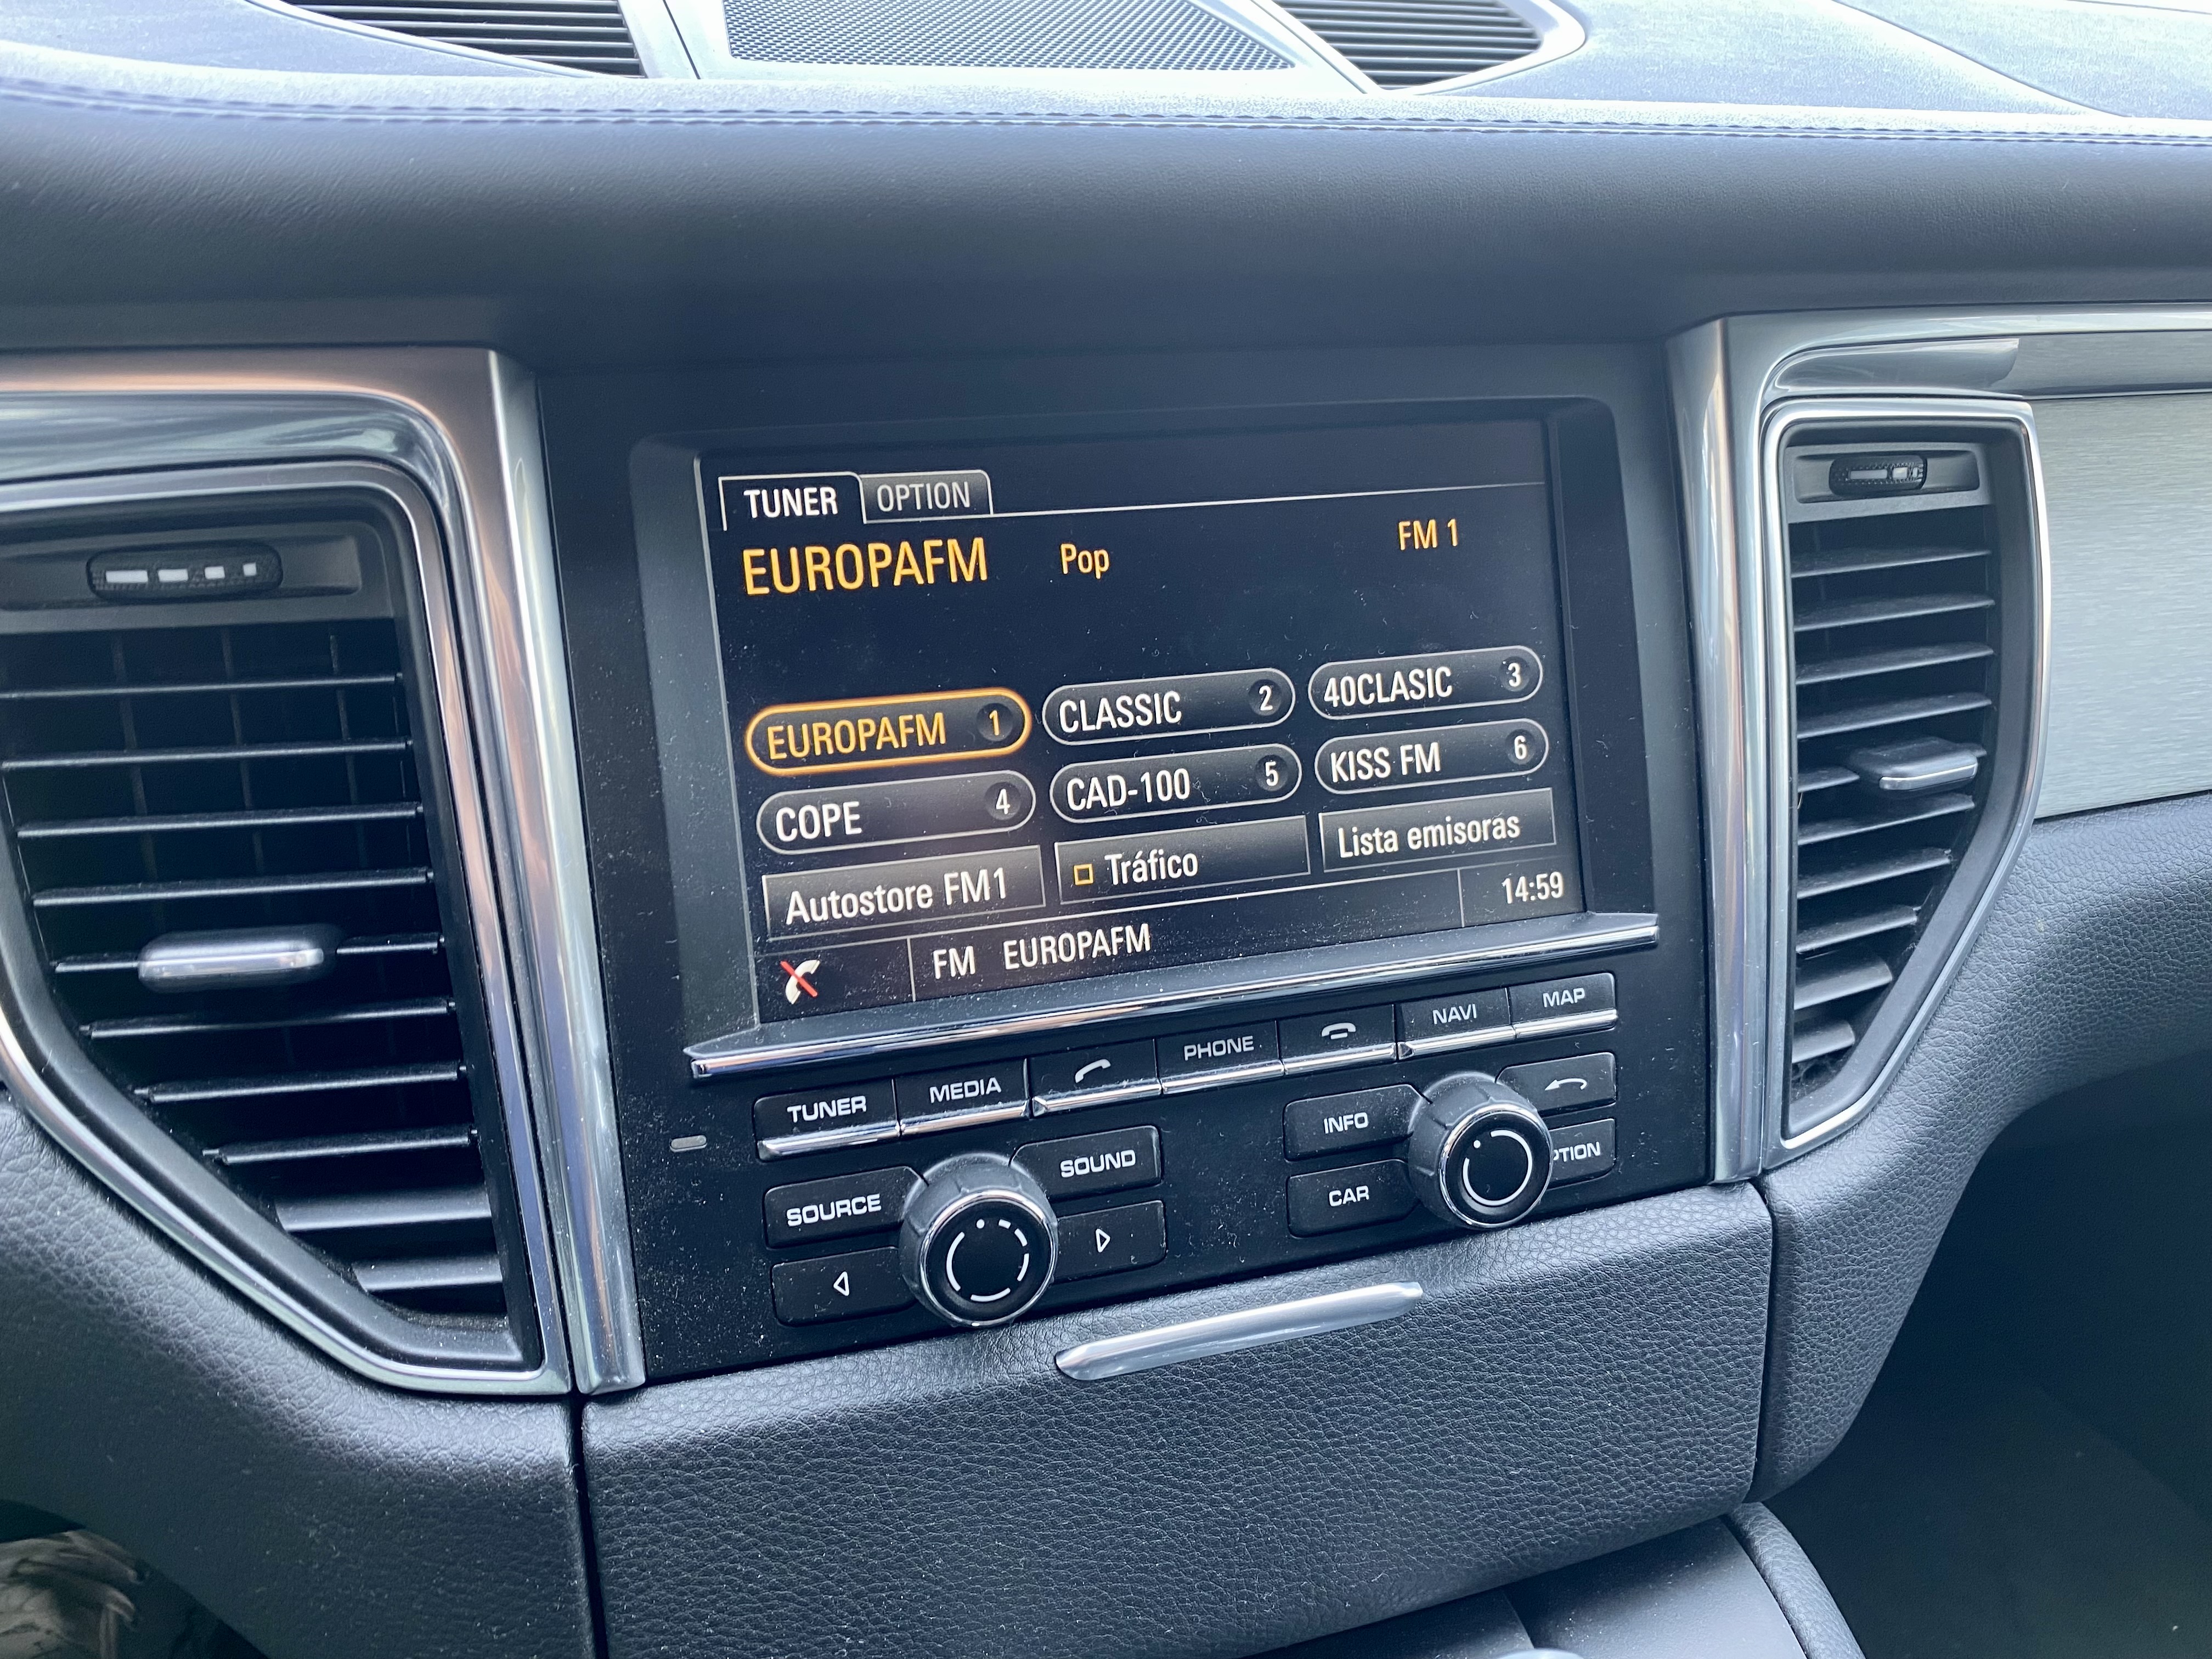 TUNER OPTION
EUROPAFM Pop FM 1
EUROPAFM 1 CLASSIC 2 40CLASIC 3
COPE 4 CAD-100 5 KISS FM 6
Autostore FM1 Tráfico Lista emisoras
FM EUROPAFM 14:59
TUNER MEDIA PHONE NAVI MAP
SOURCE SOUND INFO
CAR PTION